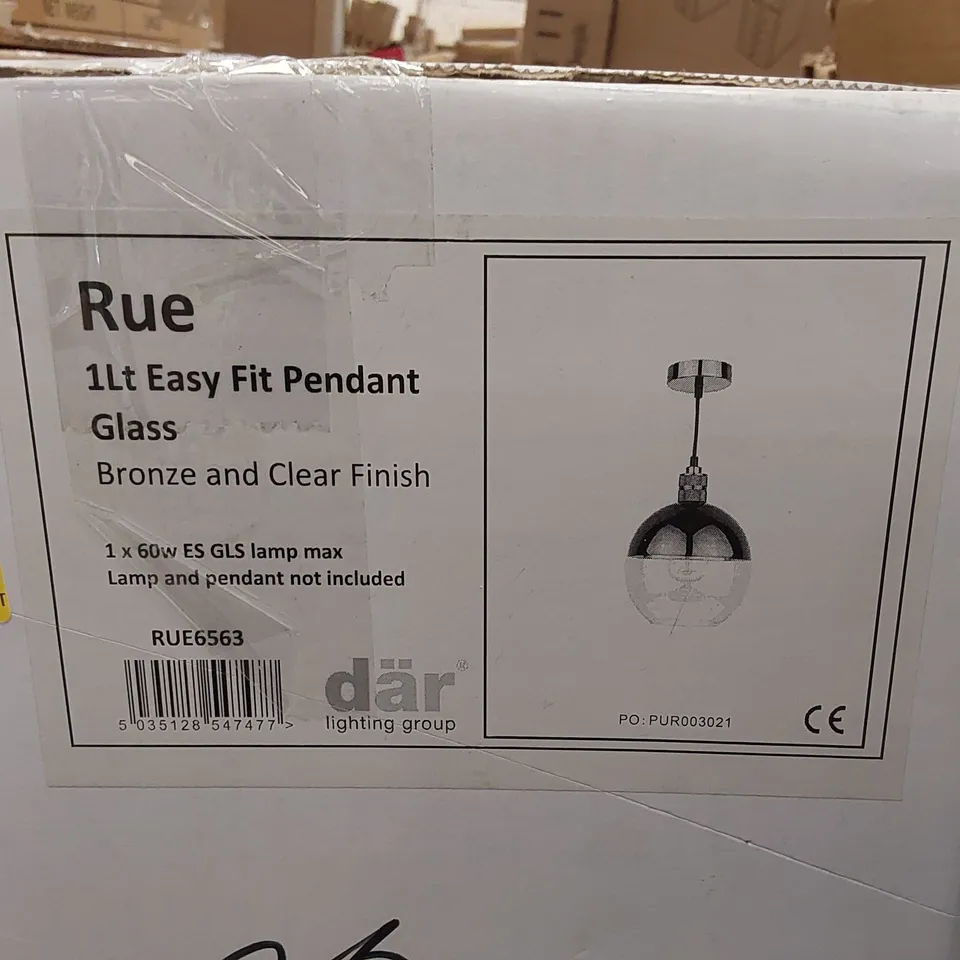 Rue
1Lt Easy Fit Pendant
Glass
Bronze and Clear Finish
1 x 60w ES GLS lamp max
Lamp and pendant not included
RUE6563
5 035128 547477 >
där®
lighting group
PO: PUR003021
CE